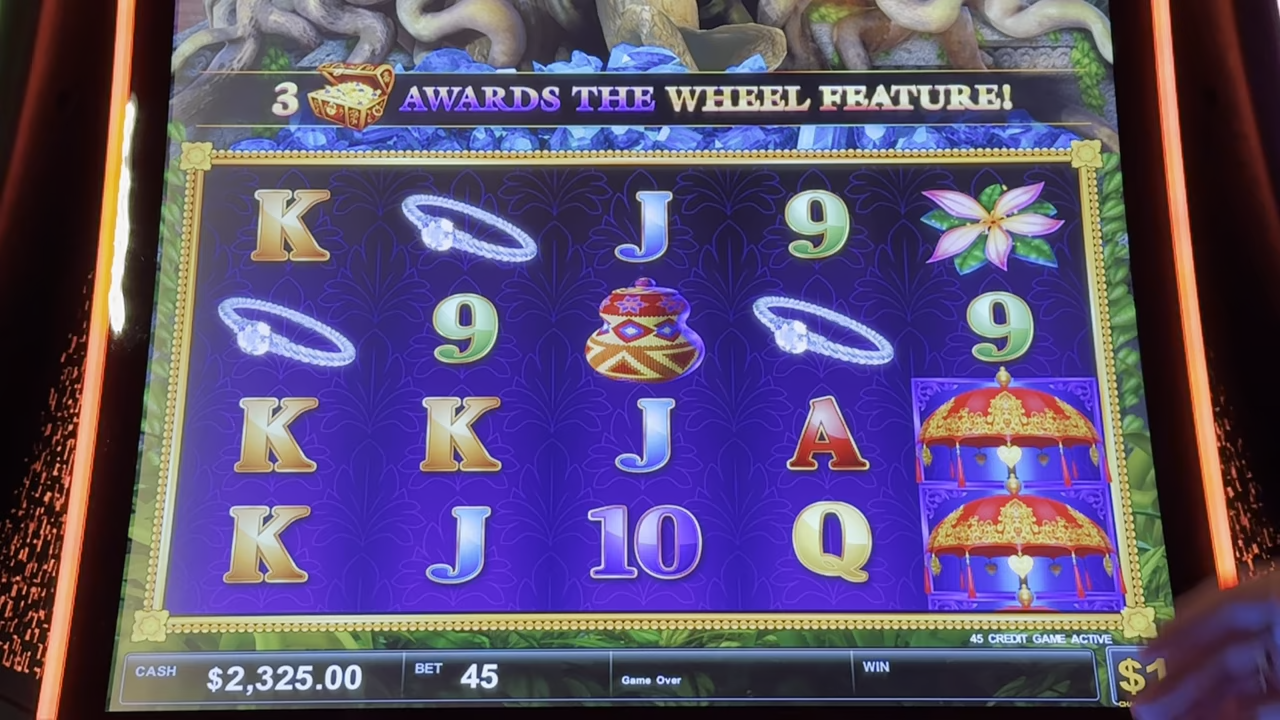 3 AWARDS THE WHEEL FEATURE!
K J 9
9 9
K K J A
K J 10 Q
45 CREDIT GAME ACTIVE
CASH $2,325.00 BET 45 Game Over WIN $1